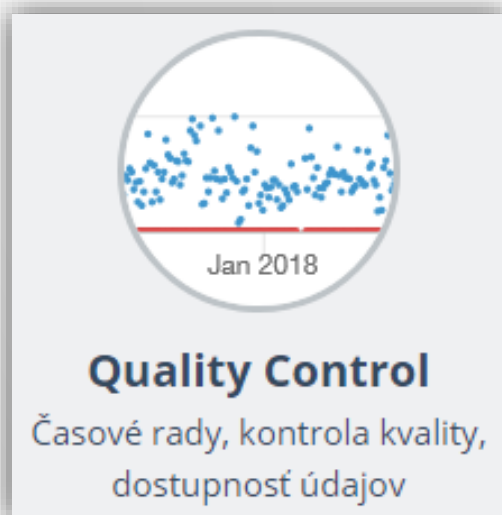 Jan 2018
Quality Control
Časové rady, kontrola kvality,
dostupnosť údajov